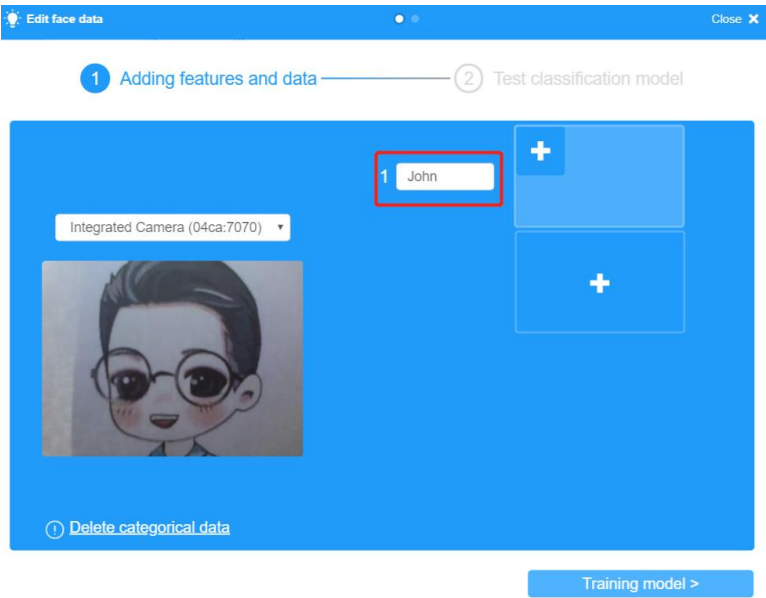 Edit face data
Close ✕
1 Adding features and data
2 Test classification model
1 John
Integrated Camera (04ca:7070)
Delete categorical data
Training model >